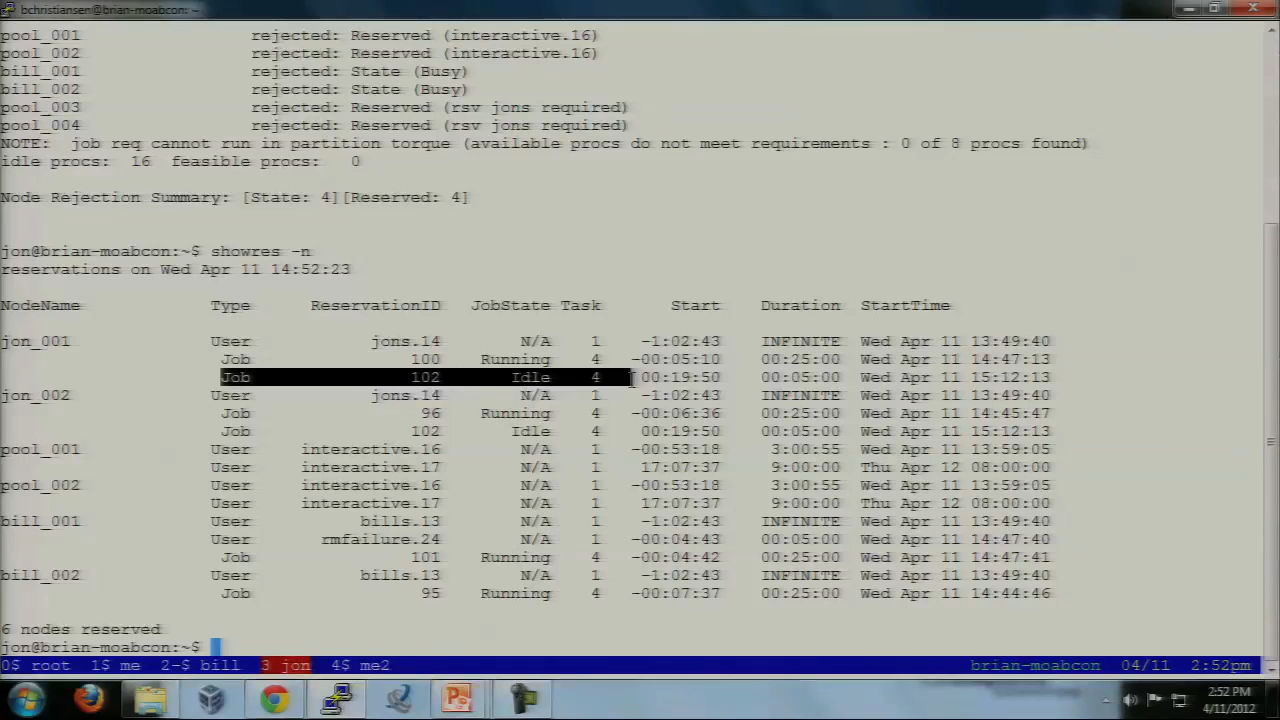 bchristiansen@brian-moabcon: ~
pool_001 rejected: Reserved (interactive.16)
pool_002 rejected: Reserved (interactive.16)
bill_001 rejected: State (Busy)
bill_002 rejected: State (Busy)
pool_003 rejected: Reserved (rsv jons required)
pool_004 rejected: Reserved (rsv jons required)
NOTE: job req cannot run in partition torque (available procs do not meet requirements : 0 of 8 procs found)
idle procs: 16 feasible procs: 0
Node Rejection Summary: [State: 4][Reserved: 4]
jon@brian-moabcon:~$ showres -n
reservations on Wed Apr 11 14:52:23
NodeName Type ReservationID JobState Task Start Duration StartTime
jon_001 User jons.14 N/A 1 -1:02:43 INFINITE Wed Apr 11 13:49:40
Job 100 Running 4 -00:05:10 00:25:00 Wed Apr 11 14:47:13
Job 102 Idle 4 00:19:50 00:05:00 Wed Apr 11 15:12:13
jon_002 User jons.14 N/A 1 -1:02:43 INFINITE Wed Apr 11 13:49:40
Job 96 Running 4 -00:06:36 00:25:00 Wed Apr 11 14:45:47
Job 102 Idle 4 00:19:50 00:05:00 Wed Apr 11 15:12:13
pool_001 User interactive.16 N/A 1 -00:53:18 3:00:55 Wed Apr 11 13:59:05
User interactive.17 N/A 1 17:07:37 9:00:00 Thu Apr 12 08:00:00
pool_002 User interactive.16 N/A 1 -00:53:18 3:00:55 Wed Apr 11 13:59:05
User interactive.17 N/A 1 17:07:37 9:00:00 Thu Apr 12 08:00:00
bill_001 User bills.13 N/A 1 -1:02:43 INFINITE Wed Apr 11 13:49:40
User rmfailure.24 N/A 1 -00:04:43 00:05:00 Wed Apr 11 14:47:40
Job 101 Running 4 -00:04:42 00:25:00 Wed Apr 11 14:47:41
bill_002 User bills.13 N/A 1 -1:02:43 INFINITE Wed Apr 11 13:49:40
Job 95 Running 4 -00:07:37 00:25:00 Wed Apr 11 14:44:46
6 nodes reserved
jon@brian-moabcon:~$
0$ root 1$ me 2-$ bill 3 jon 4$ me2 brian-moabcon 04/11 2:52pm
2:52 PM
4/11/2012